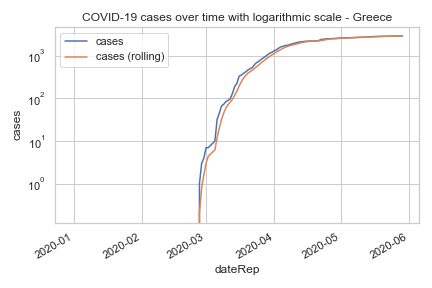 COVID-19 cases over time with logarithmic scale - Greece
cases
cases (rolling)
10³
10²
10¹
10⁰
cases
2020-01
2020-02
2020-03
2020-04
2020-05
2020-06
dateRep